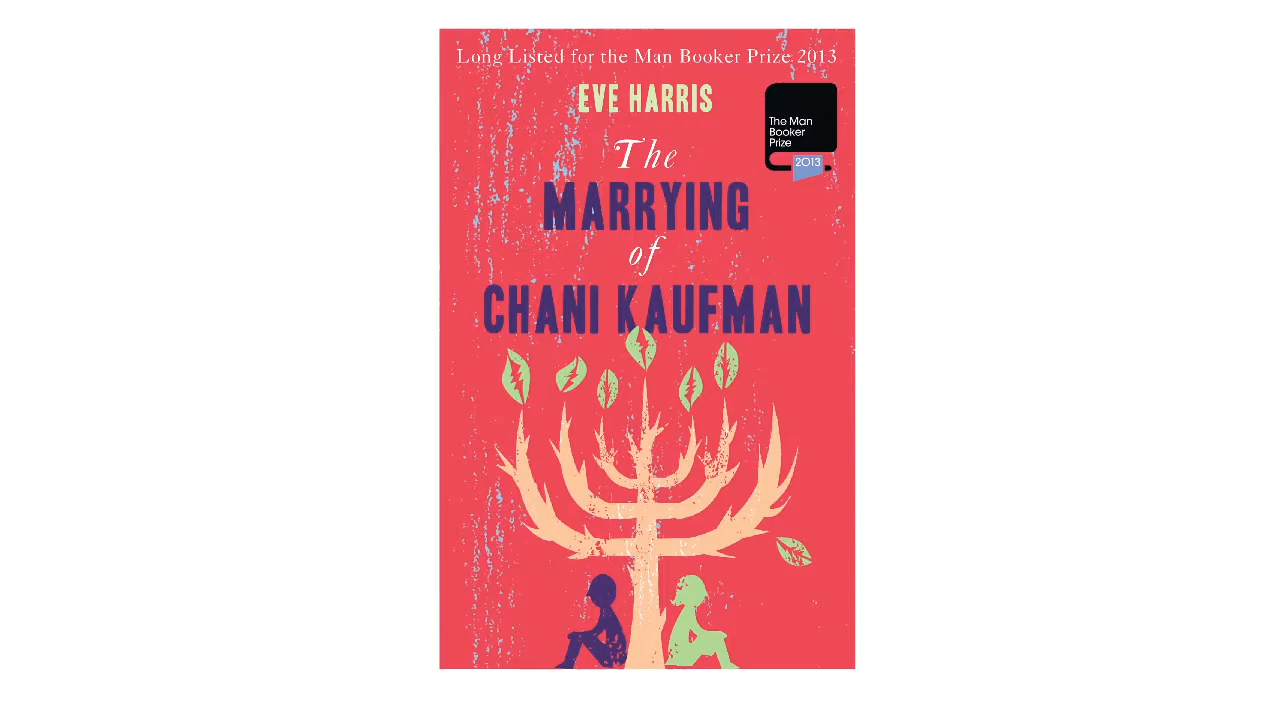 Long Listed for the Man Booker Prize 2013
EVE HARRIS
The
MARRYING
of
CHANI KAUFMAN
The Man
Booker
Prize
2013